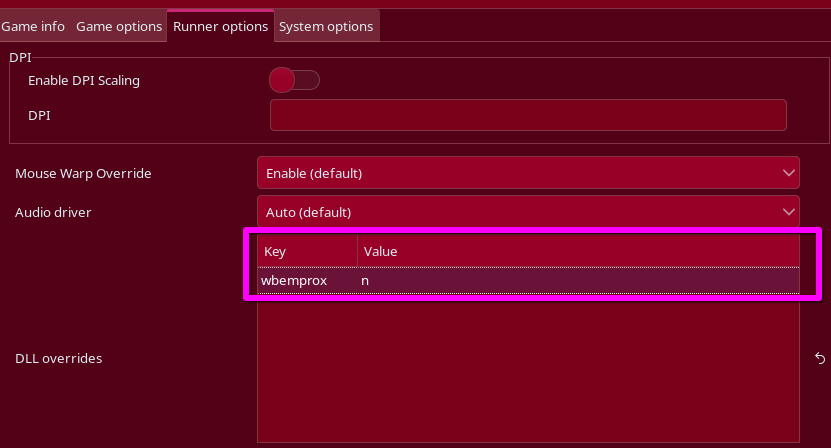 Game info Game options Runner options System options
DPI
Enable DPI Scaling
DPI
Mouse Warp Override Enable (default)
Audio driver Auto (default)
Key Value
wbemprox n
DLL overrides